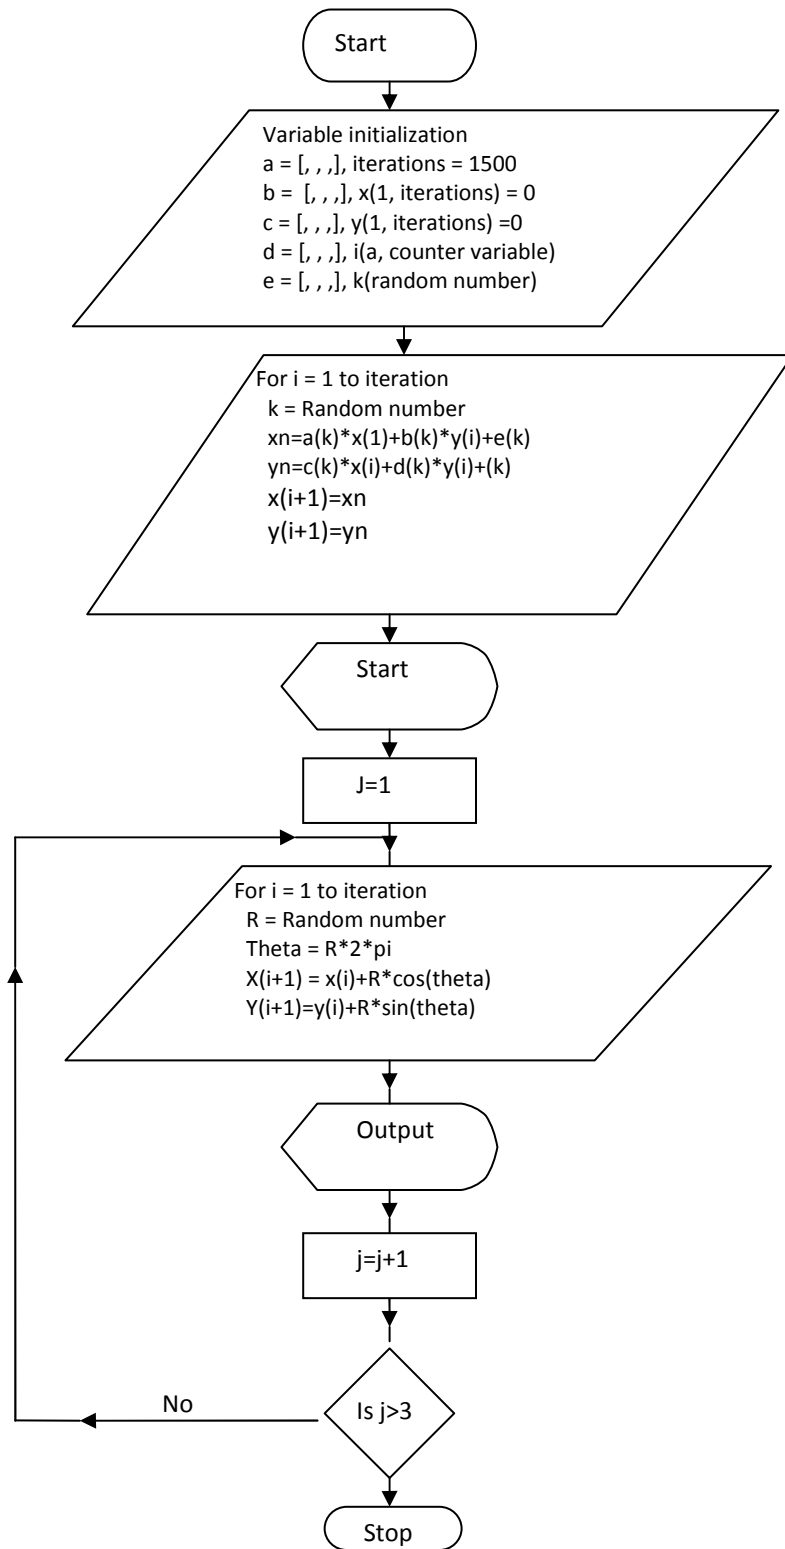 Start
Variable initialization
a = [, , ,], iterations = 1500
b = [, , ,], x(1, iterations) = 0
c = [, , ,], y(1, iterations) =0
d = [, , ,], i(a, counter variable)
e = [, , ,], k(random number)
For i = 1 to iteration
k = Random number
xn=a(k)*x(1)+b(k)*y(i)+e(k)
yn=c(k)*x(i)+d(k)*y(i)+(k)
x(i+1)=xn
y(i+1)=yn
Start
J=1
For i = 1 to iteration
R = Random number
Theta = R*2*pi
X(i+1) = x(i)+R*cos(theta)
Y(i+1)=y(i)+R*sin(theta)
Output
j=j+1
No
Is j>3
Stop